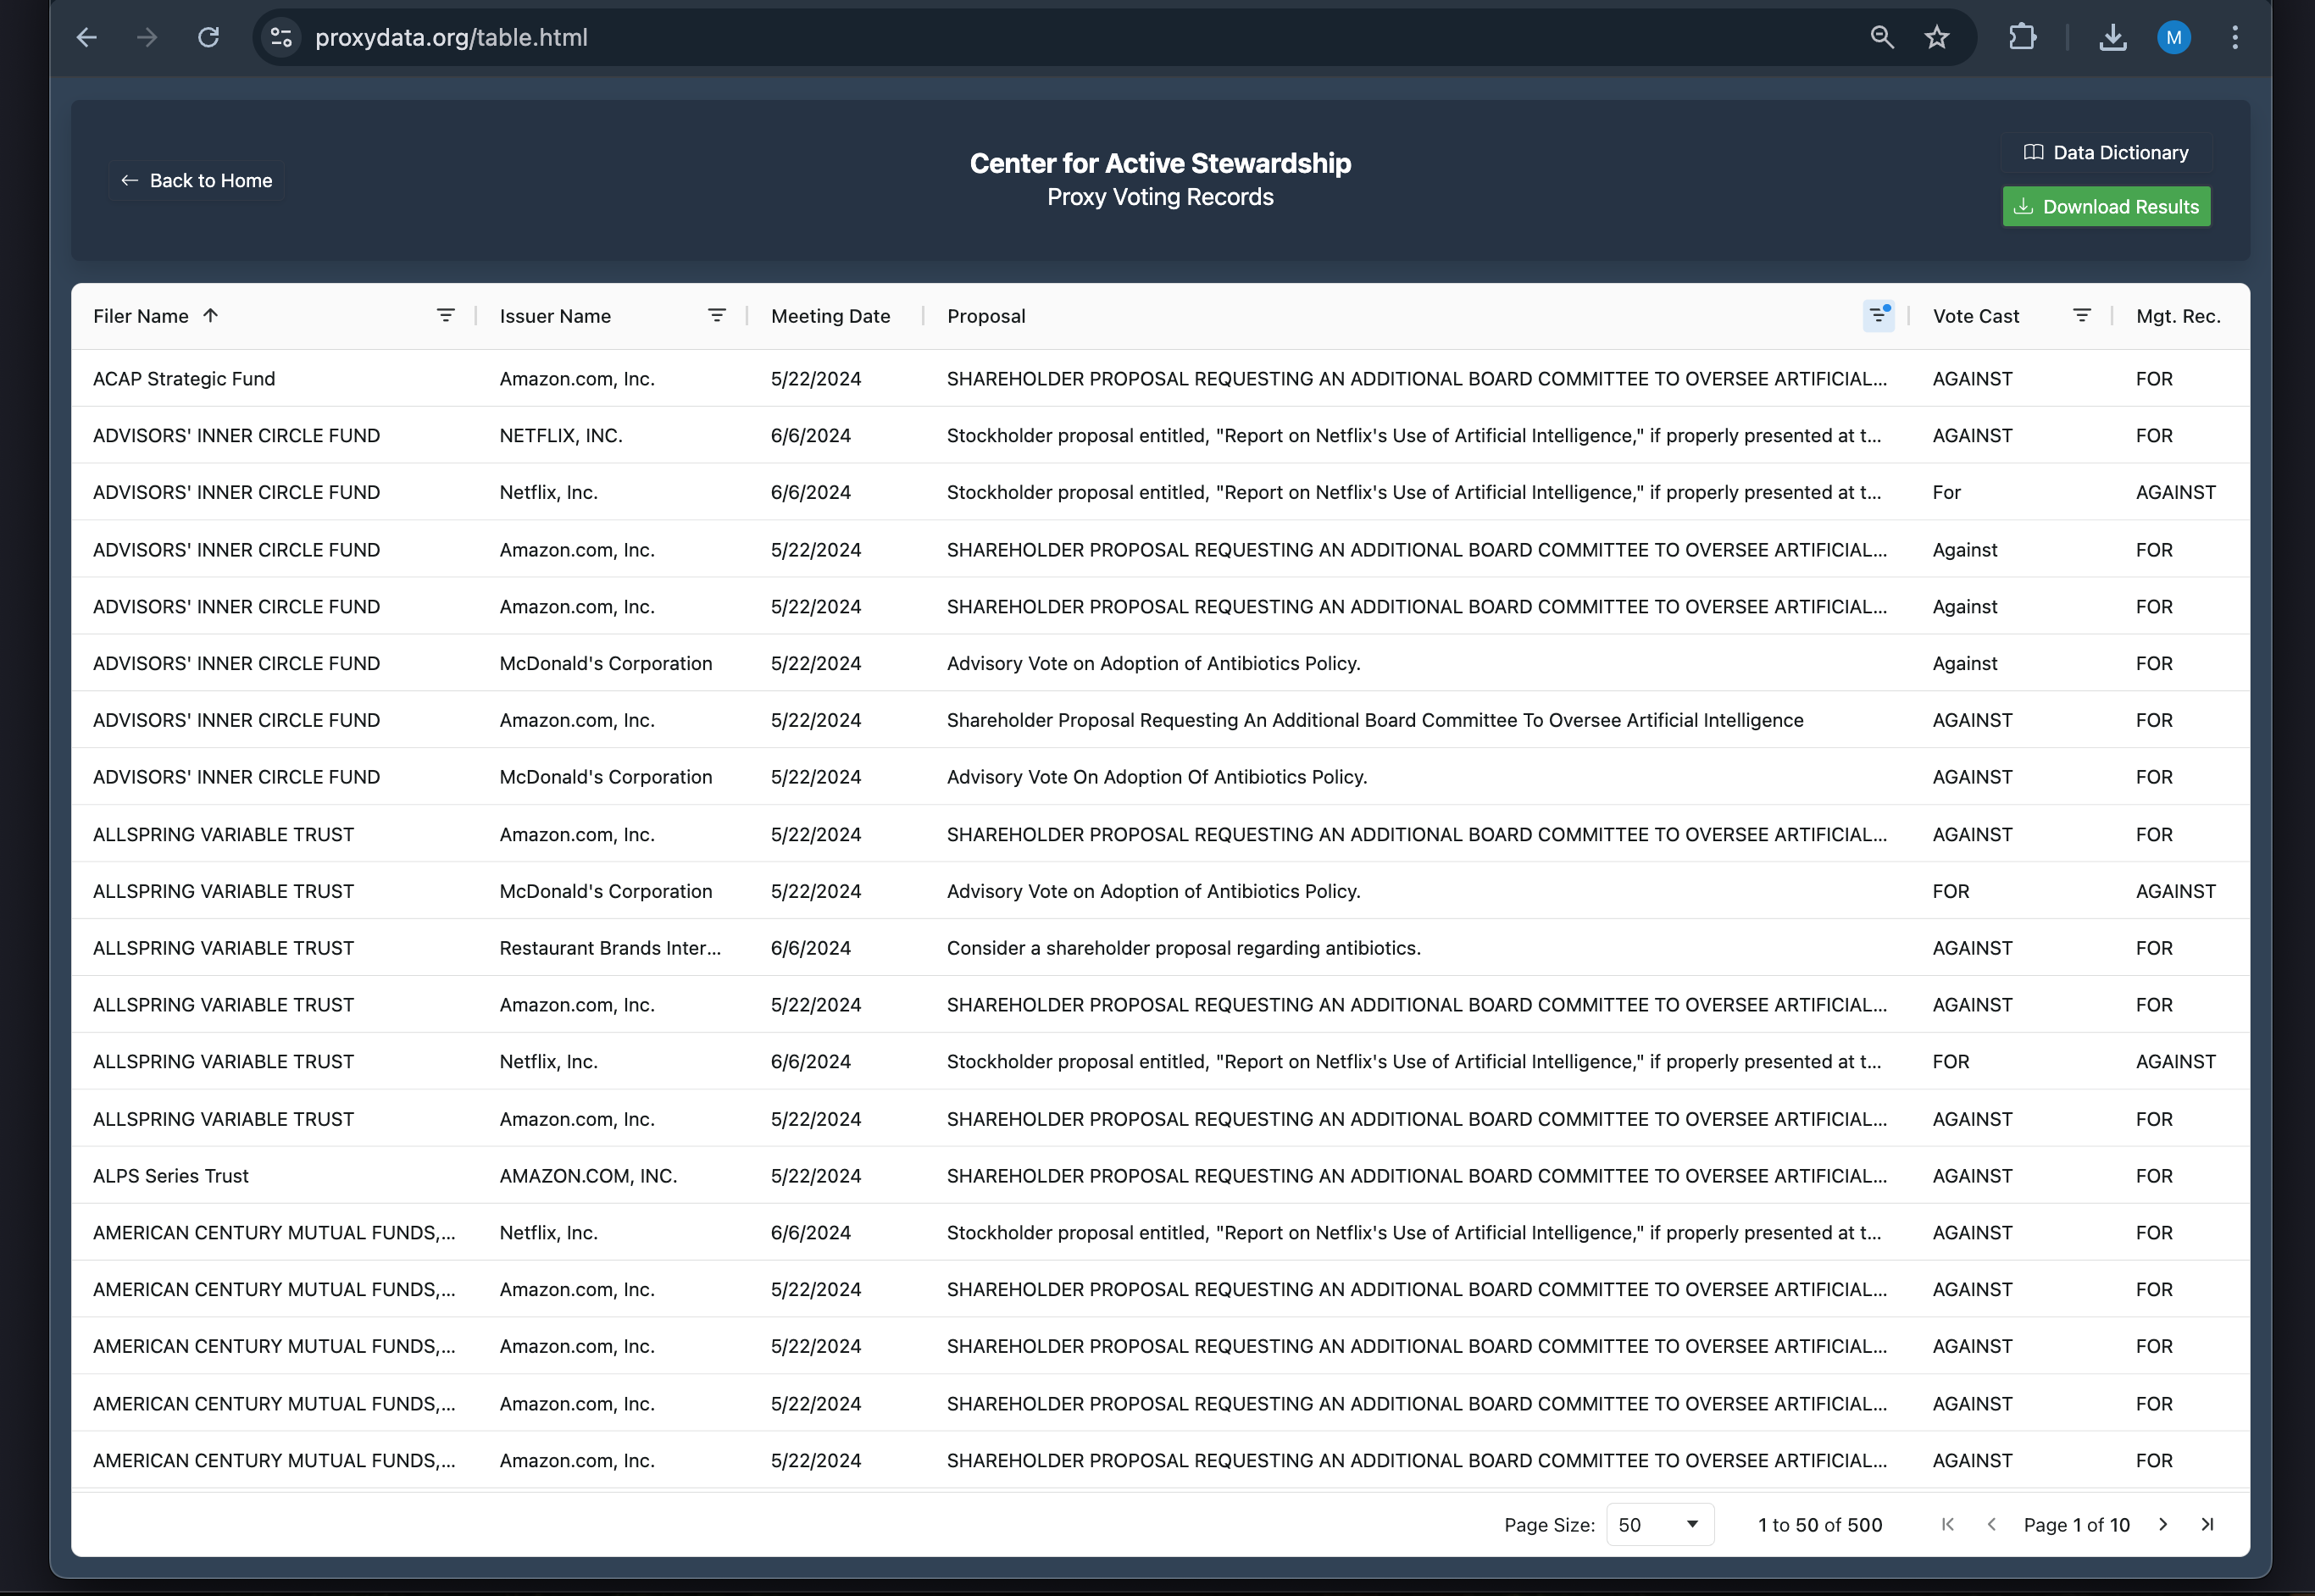 proxydata.org/table.html
M
Back to Home
Center for Active Stewardship
Proxy Voting Records
Data Dictionary
Download Results
Filer Name Issuer Name Meeting Date Proposal Vote Cast Mgt. Rec.
ACAP Strategic Fund Amazon.com, Inc. 5/22/2024 SHAREHOLDER PROPOSAL REQUESTING AN ADDITIONAL BOARD COMMITTEE TO OVERSEE ARTIFICIAL... AGAINST FOR
ADVISORS' INNER CIRCLE FUND NETFLIX, INC. 6/6/2024 Stockholder proposal entitled, "Report on Netflix's Use of Artificial Intelligence," if properly presented at t... AGAINST FOR
ADVISORS' INNER CIRCLE FUND Netflix, Inc. 6/6/2024 Stockholder proposal entitled, "Report on Netflix's Use of Artificial Intelligence," if properly presented at t... For AGAINST
ADVISORS' INNER CIRCLE FUND Amazon.com, Inc. 5/22/2024 SHAREHOLDER PROPOSAL REQUESTING AN ADDITIONAL BOARD COMMITTEE TO OVERSEE ARTIFICIAL... Against FOR
ADVISORS' INNER CIRCLE FUND Amazon.com, Inc. 5/22/2024 SHAREHOLDER PROPOSAL REQUESTING AN ADDITIONAL BOARD COMMITTEE TO OVERSEE ARTIFICIAL... Against FOR
ADVISORS' INNER CIRCLE FUND McDonald's Corporation 5/22/2024 Advisory Vote on Adoption of Antibiotics Policy. Against FOR
ADVISORS' INNER CIRCLE FUND Amazon.com, Inc. 5/22/2024 Shareholder Proposal Requesting An Additional Board Committee To Oversee Artificial Intelligence AGAINST FOR
ADVISORS' INNER CIRCLE FUND McDonald's Corporation 5/22/2024 Advisory Vote On Adoption Of Antibiotics Policy. AGAINST FOR
ALLSPRING VARIABLE TRUST Amazon.com, Inc. 5/22/2024 SHAREHOLDER PROPOSAL REQUESTING AN ADDITIONAL BOARD COMMITTEE TO OVERSEE ARTIFICIAL... AGAINST FOR
ALLSPRING VARIABLE TRUST McDonald's Corporation 5/22/2024 Advisory Vote on Adoption of Antibiotics Policy. FOR AGAINST
ALLSPRING VARIABLE TRUST Restaurant Brands Inter... 6/6/2024 Consider a shareholder proposal regarding antibiotics. AGAINST FOR
ALLSPRING VARIABLE TRUST Amazon.com, Inc. 5/22/2024 SHAREHOLDER PROPOSAL REQUESTING AN ADDITIONAL BOARD COMMITTEE TO OVERSEE ARTIFICIAL... AGAINST FOR
ALLSPRING VARIABLE TRUST Netflix, Inc. 6/6/2024 Stockholder proposal entitled, "Report on Netflix's Use of Artificial Intelligence," if properly presented at t... FOR AGAINST
ALLSPRING VARIABLE TRUST Amazon.com, Inc. 5/22/2024 SHAREHOLDER PROPOSAL REQUESTING AN ADDITIONAL BOARD COMMITTEE TO OVERSEE ARTIFICIAL... AGAINST FOR
ALPS Series Trust AMAZON.COM, INC. 5/22/2024 SHAREHOLDER PROPOSAL REQUESTING AN ADDITIONAL BOARD COMMITTEE TO OVERSEE ARTIFICIAL... AGAINST FOR
AMERICAN CENTURY MUTUAL FUNDS,... Netflix, Inc. 6/6/2024 Stockholder proposal entitled, "Report on Netflix's Use of Artificial Intelligence," if properly presented at t... AGAINST FOR
AMERICAN CENTURY MUTUAL FUNDS,... Amazon.com, Inc. 5/22/2024 SHAREHOLDER PROPOSAL REQUESTING AN ADDITIONAL BOARD COMMITTEE TO OVERSEE ARTIFICIAL... AGAINST FOR
AMERICAN CENTURY MUTUAL FUNDS,... Amazon.com, Inc. 5/22/2024 SHAREHOLDER PROPOSAL REQUESTING AN ADDITIONAL BOARD COMMITTEE TO OVERSEE ARTIFICIAL... AGAINST FOR
AMERICAN CENTURY MUTUAL FUNDS,... Amazon.com, Inc. 5/22/2024 SHAREHOLDER PROPOSAL REQUESTING AN ADDITIONAL BOARD COMMITTEE TO OVERSEE ARTIFICIAL... AGAINST FOR
AMERICAN CENTURY MUTUAL FUNDS,... Amazon.com, Inc. 5/22/2024 SHAREHOLDER PROPOSAL REQUESTING AN ADDITIONAL BOARD COMMITTEE TO OVERSEE ARTIFICIAL... AGAINST FOR
Page Size: 50 1 to 50 of 500 Page 1 of 10